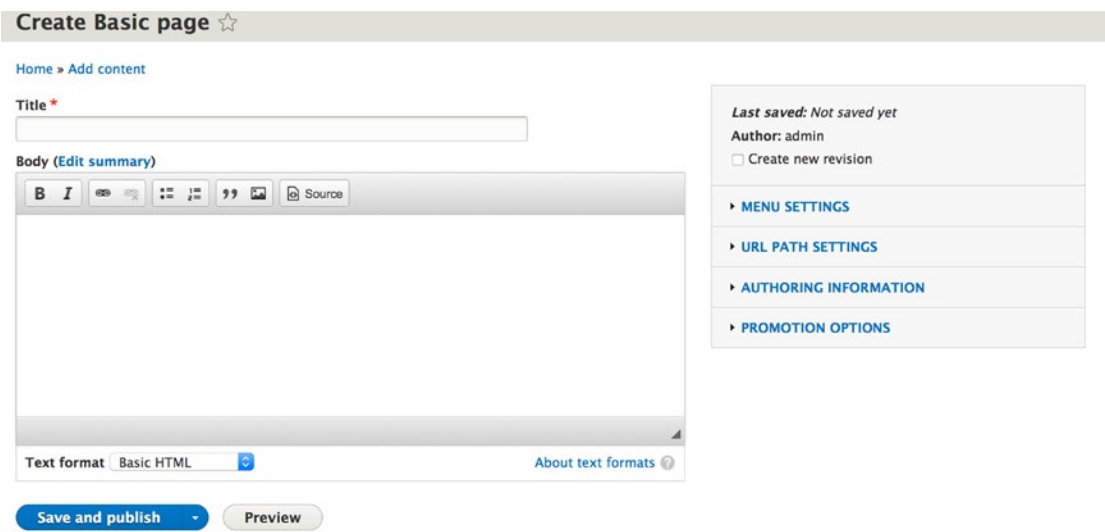 Create Basic page
Home » Add content
Title *
Body (Edit summary)
B I Source
Text format Basic HTML
About text formats ?
Save and publish
Preview
Last saved: Not saved yet
Author: admin
Create new revision
MENU SETTINGS
URL PATH SETTINGS
AUTHORING INFORMATION
PROMOTION OPTIONS